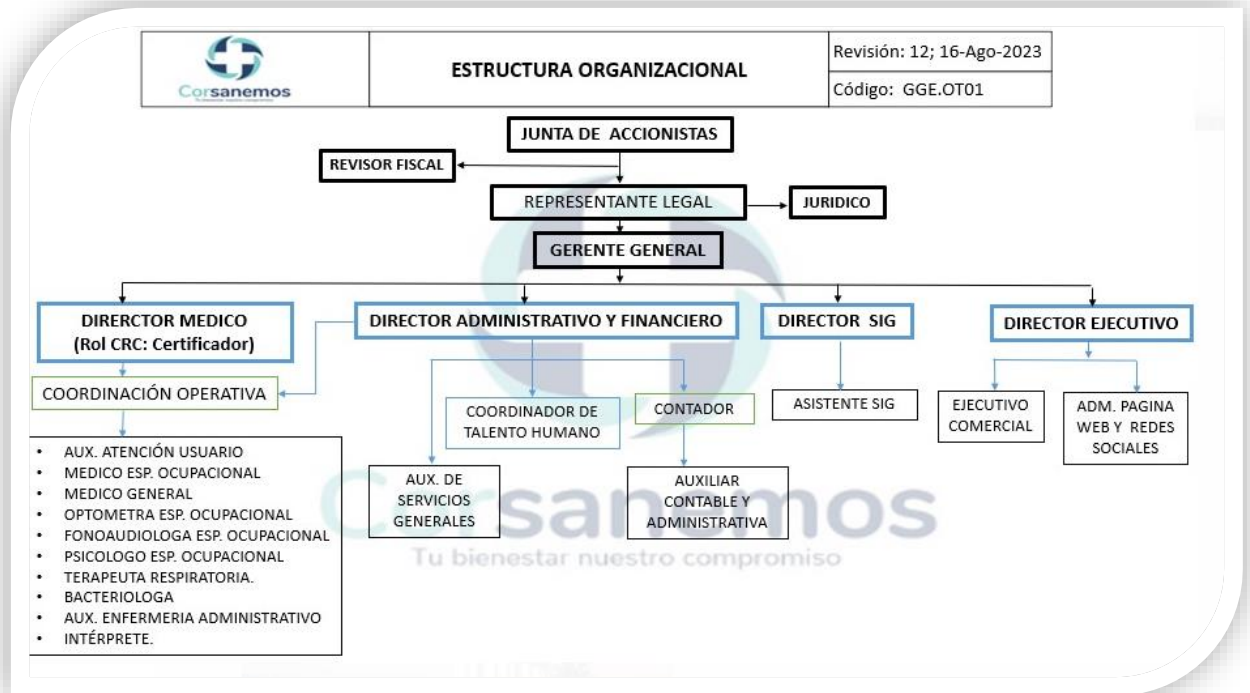 Corsanemos
Tu bienestar nuestro compromiso
ESTRUCTURA ORGANIZACIONAL
Revisión: 12; 16-Ago-2023
Código: GGE.OT01
JUNTA DE ACCIONISTAS
REVISOR FISCAL
REPRESENTANTE LEGAL
JURIDICO
GERENTE GENERAL
DIRERCTOR MEDICO
(Rol CRC: Certificador)
DIRECTOR ADMINISTRATIVO Y FINANCIERO
DIRECTOR SIG
DIRECTOR EJECUTIVO
COORDINACIÓN OPERATIVA
COORDINADOR DE
TALENTO HUMANO
CONTADOR
ASISTENTE SIG
EJECUTIVO
COMERCIAL
ADM. PAGINA
WEB Y REDES
SOCIALES
• AUX. ATENCIÓN USUARIO
• MEDICO ESP. OCUPACIONAL
• MEDICO GENERAL
• OPTOMETRA ESP. OCUPACIONAL
• FONOAUDIOLOGA ESP. OCUPACIONAL
• PSICOLOGO ESP. OCUPACIONAL
• TERAPEUTA RESPIRATORIA.
• BACTERIOLOGA
• AUX. ENFERMERIA ADMINISTRATIVO
• INTÉRPRETE.
AUX. DE
SERVICIOS
GENERALES
AUXILIAR
CONTABLE Y
ADMINISTRATIVA
Corsanemos
Tu bienestar nuestro compromiso